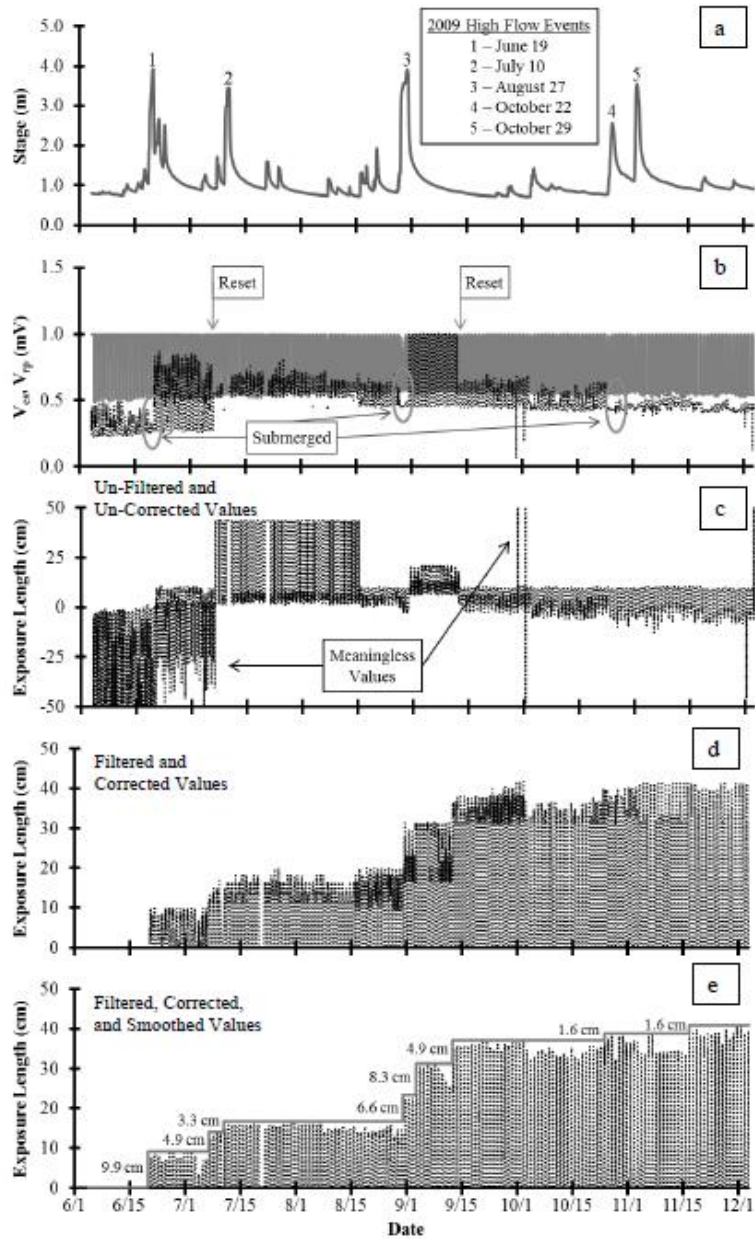 a
2009 High Flow Events
1 – June 19
2 – July 10
3 – August 27
4 – October 22
5 – October 29
1
2
3
4
5
Stage (m)
5.0
4.0
3.0
2.0
1.0
0.0
b
Reset
Reset
Submerged
V_cs, V_rp (mV)
1.5
1.0
0.5
0.0
Un-Filtered and
Un-Corrected Values
c
Meaningless
Values
Exposure Length (cm)
50
25
0
-25
-50
d
Filtered and
Corrected Values
Exposure Length (cm)
50
40
30
20
10
0
e
Filtered, Corrected,
and Smoothed Values
9.9 cm
4.9 cm
3.3 cm
6.6 cm
8.3 cm
4.9 cm
1.6 cm
1.6 cm
Exposure Length (cm)
50
40
30
20
10
0
6/1 6/15 7/1 7/15 8/1 8/15 9/1 9/15 10/1 10/15 11/1 11/15 12/1
Date